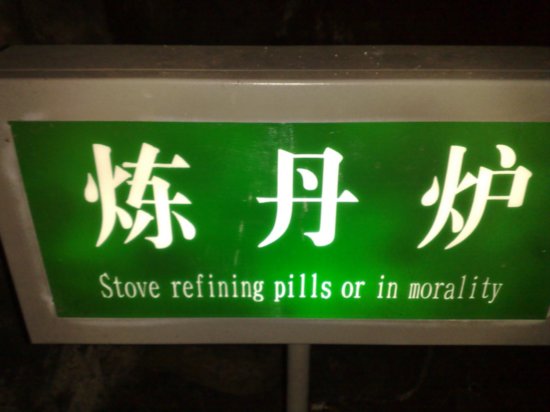 炼丹炉
Stove refining pills or in morality